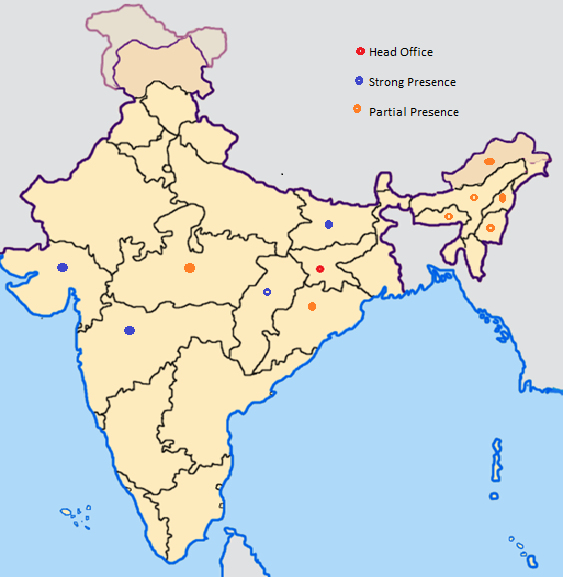 Head Office
Strong Presence
Partial Presence